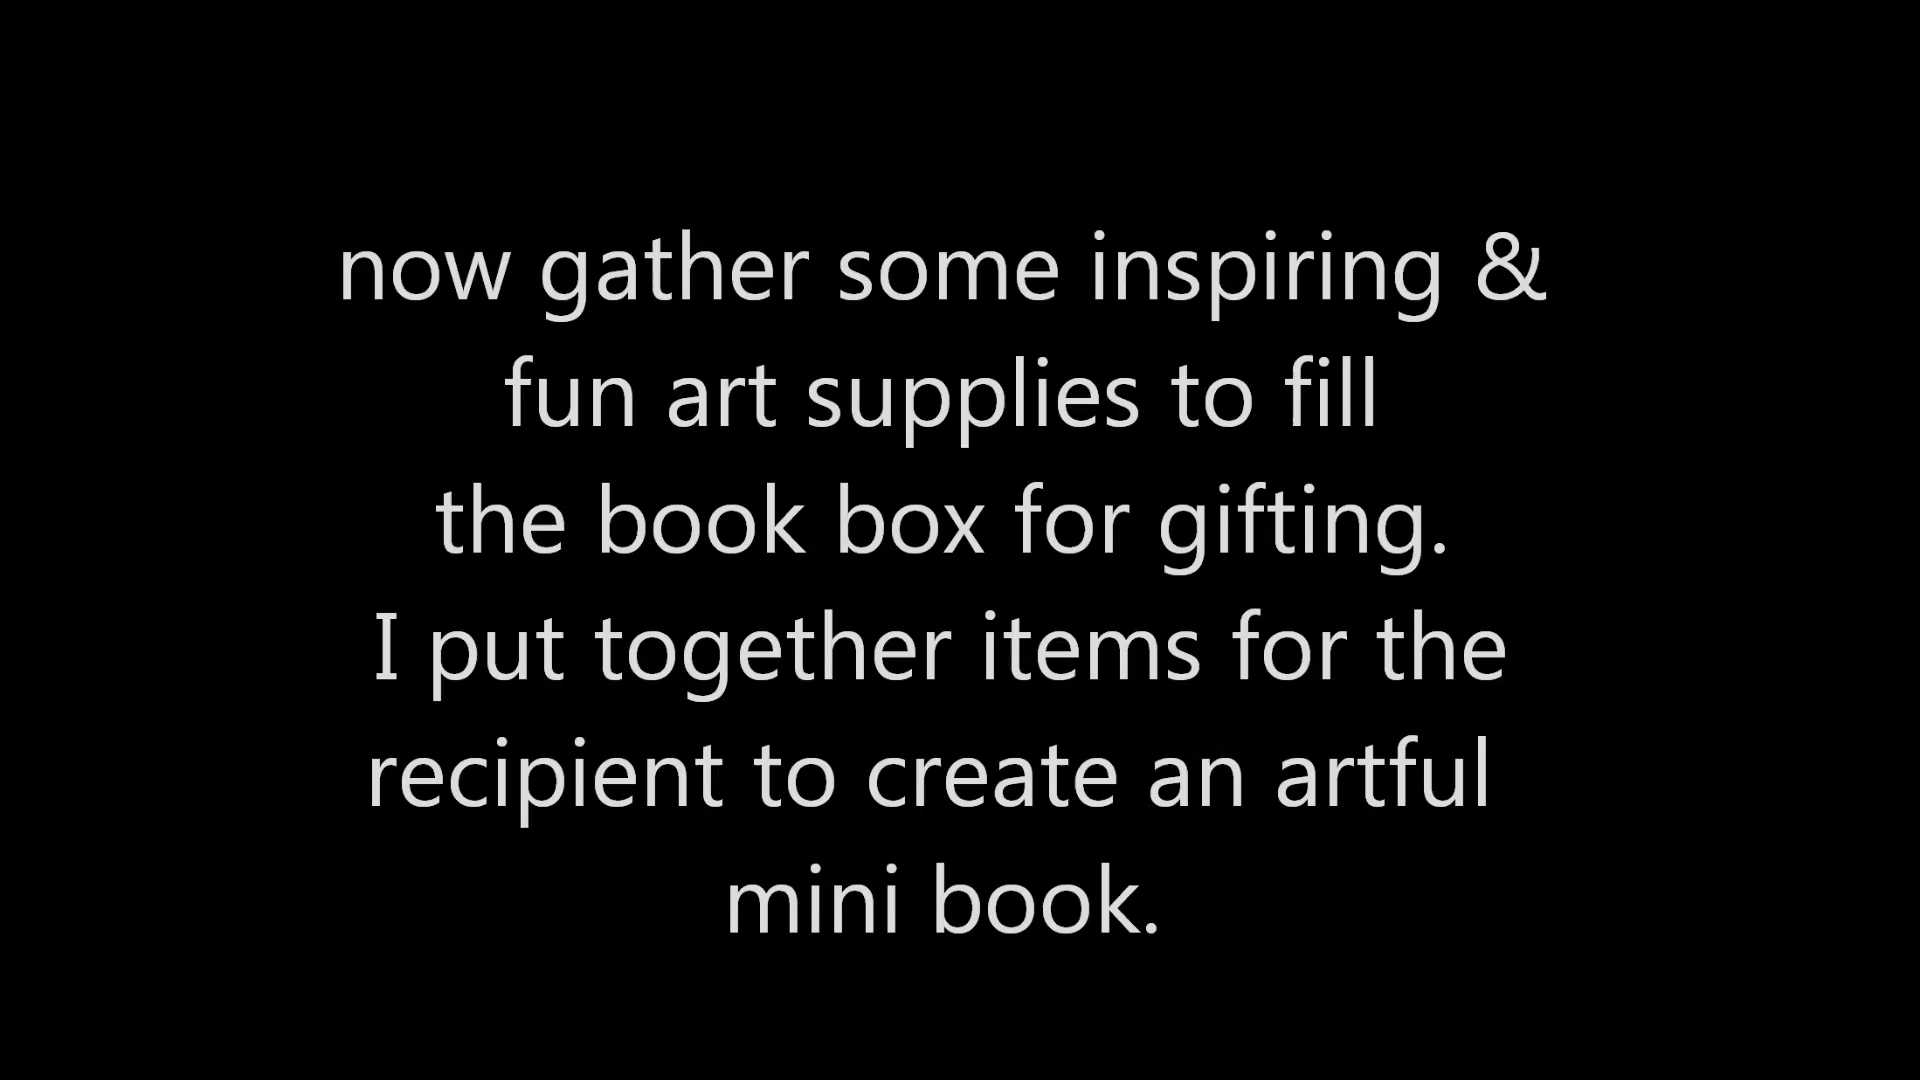 now gather some inspiring &
fun art supplies to fill
the book box for gifting.
I put together items for the
recipient to create an artful
mini book.